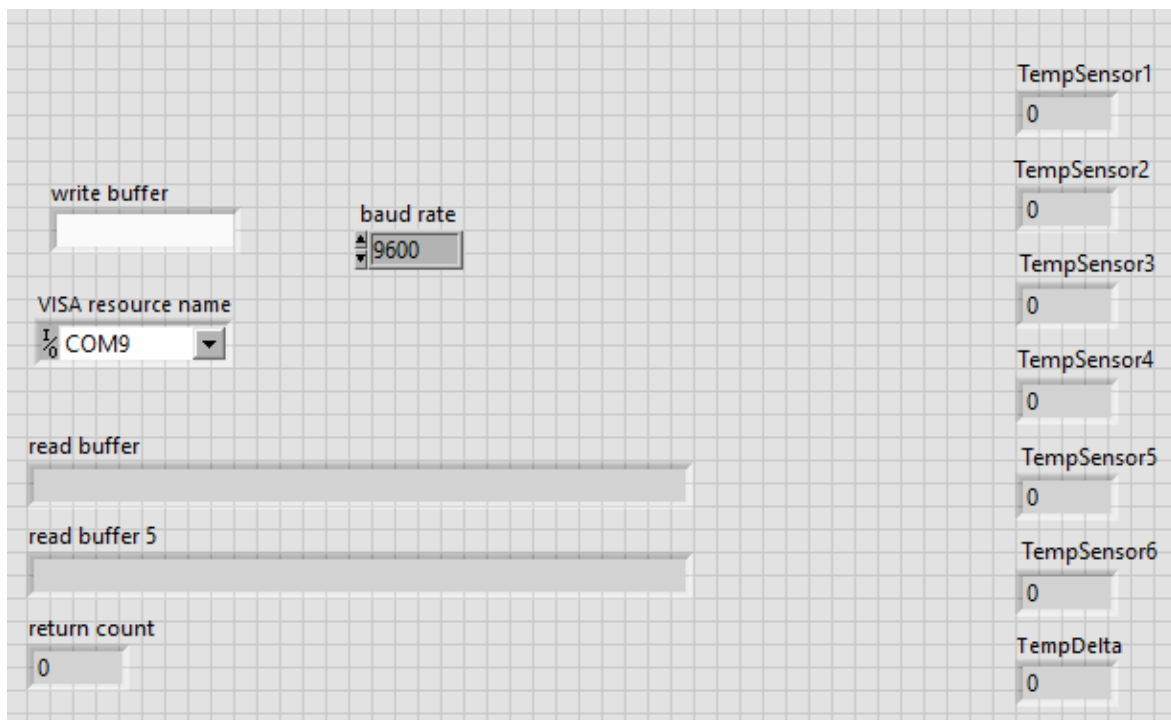 TempSensor1
0
TempSensor2
0
write buffer
baud rate
9600
TempSensor3
0
VISA resource name
I/O COM9
TempSensor4
0
read buffer
TempSensor5
0
read buffer 5
TempSensor6
0
return count
0
TempDelta
0